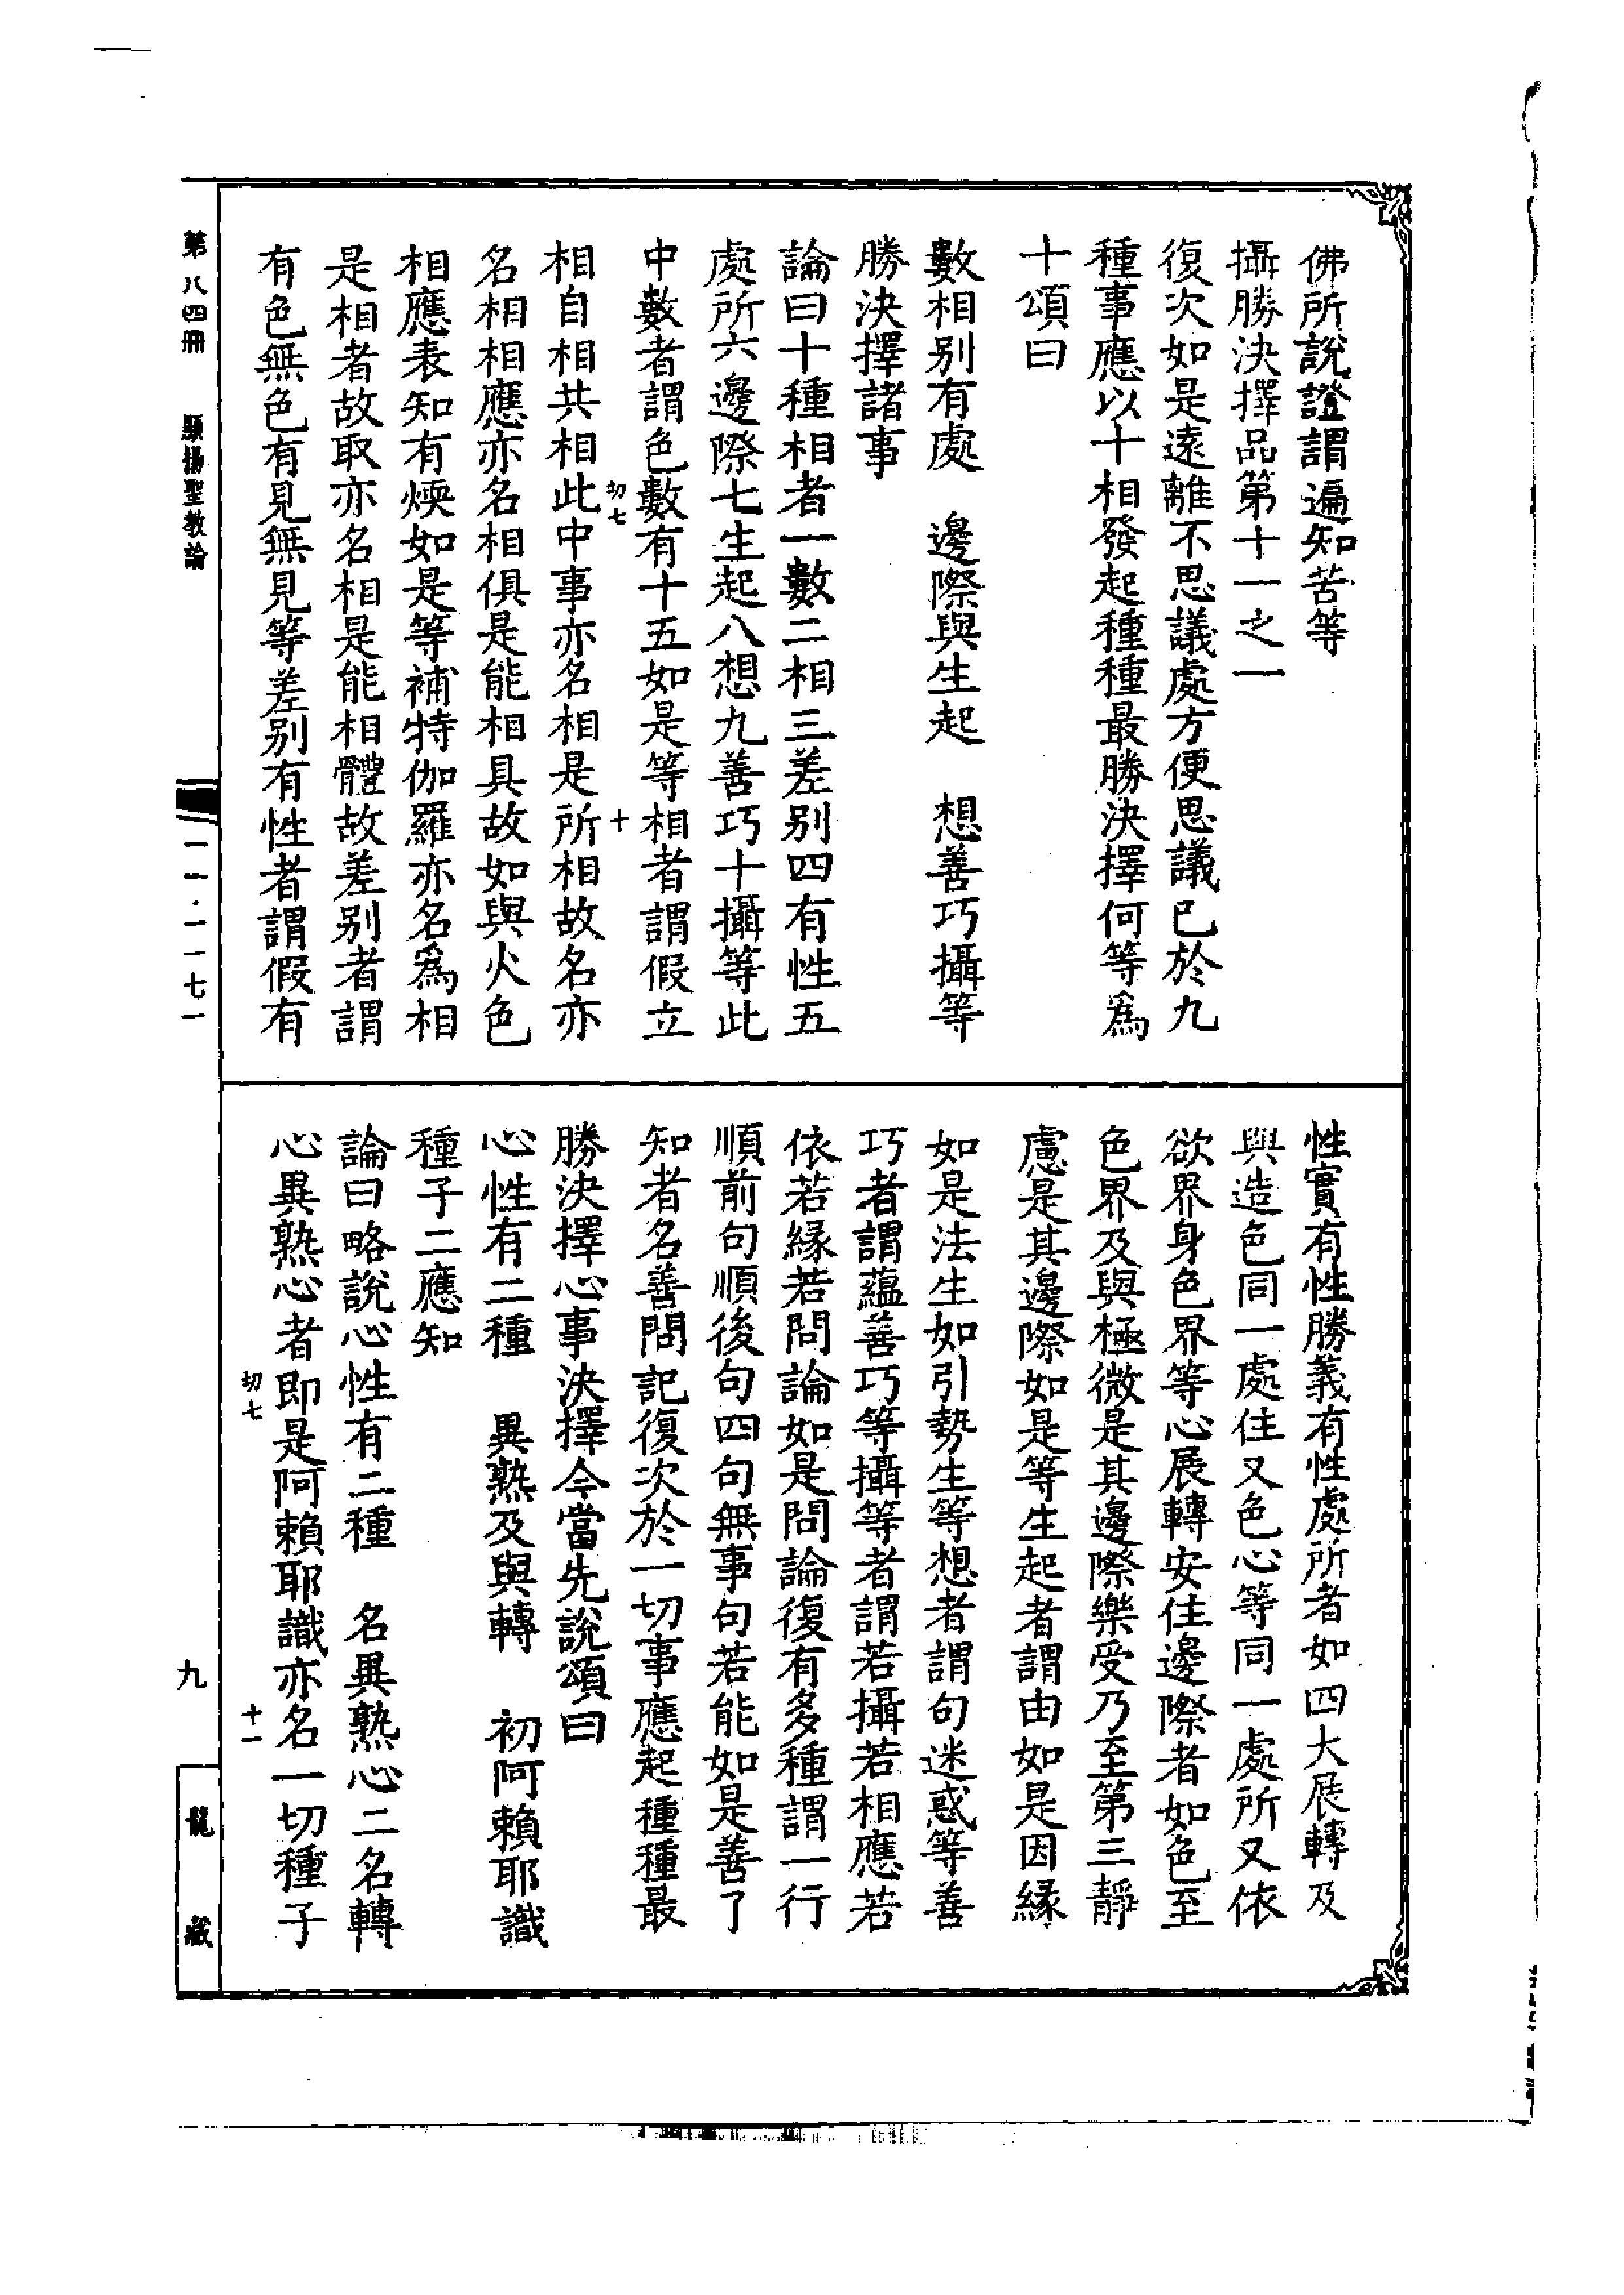 佛所說證謂遍知苦等
攝勝決擇品第十一之一
復次如是遠離不思議處方便思議已於九
種事應以十相發起種種最勝決擇何等爲
十頌曰
數相別有處　邊際與生起　想善巧攝等
勝決擇諸事
論曰十種相者一數二相三差別四有性五
處所六邊際七生起八想九善巧十攝等此
中數者謂色數有十五如是等相者謂假立
切七　十
相自相共相此中事亦名相是所相故名亦
名相相應亦名相俱是能相具故如與火色
相應表知有煗如是等補特伽羅亦名爲相
是相者故取亦名相是能相體故差別者謂
有色無色有見無見等差別有性者謂假有
性實有性勝義有性處所者如四大展轉及
與造色同一處住又色心等同一處所又依
欲界身色界等心展轉安住邊際者如色至
色界及與極微是其邊際樂受乃至第三靜
慮是其邊際如是等生起者謂由如是因緣
如是法生如引勢生等想者謂句迷惑等善
巧者謂蘊善巧等攝等者謂若攝若相應若
依若緣若問論如是問論復有多種謂一行
順前句順後句四句無事句若能如是善了
知者名善問記復次於一切事應起種種最
勝決擇心事決擇今當先說頌曰
心性有二種　異熟及與轉　初阿賴耶識
種子二應知
論曰略說心性有二種　名異熟心二名轉
心異熟心者即是阿賴耶識亦名一切種子
切七　十一
第八四冊　顯揚聖教論　一一·一一七一　九　龍藏